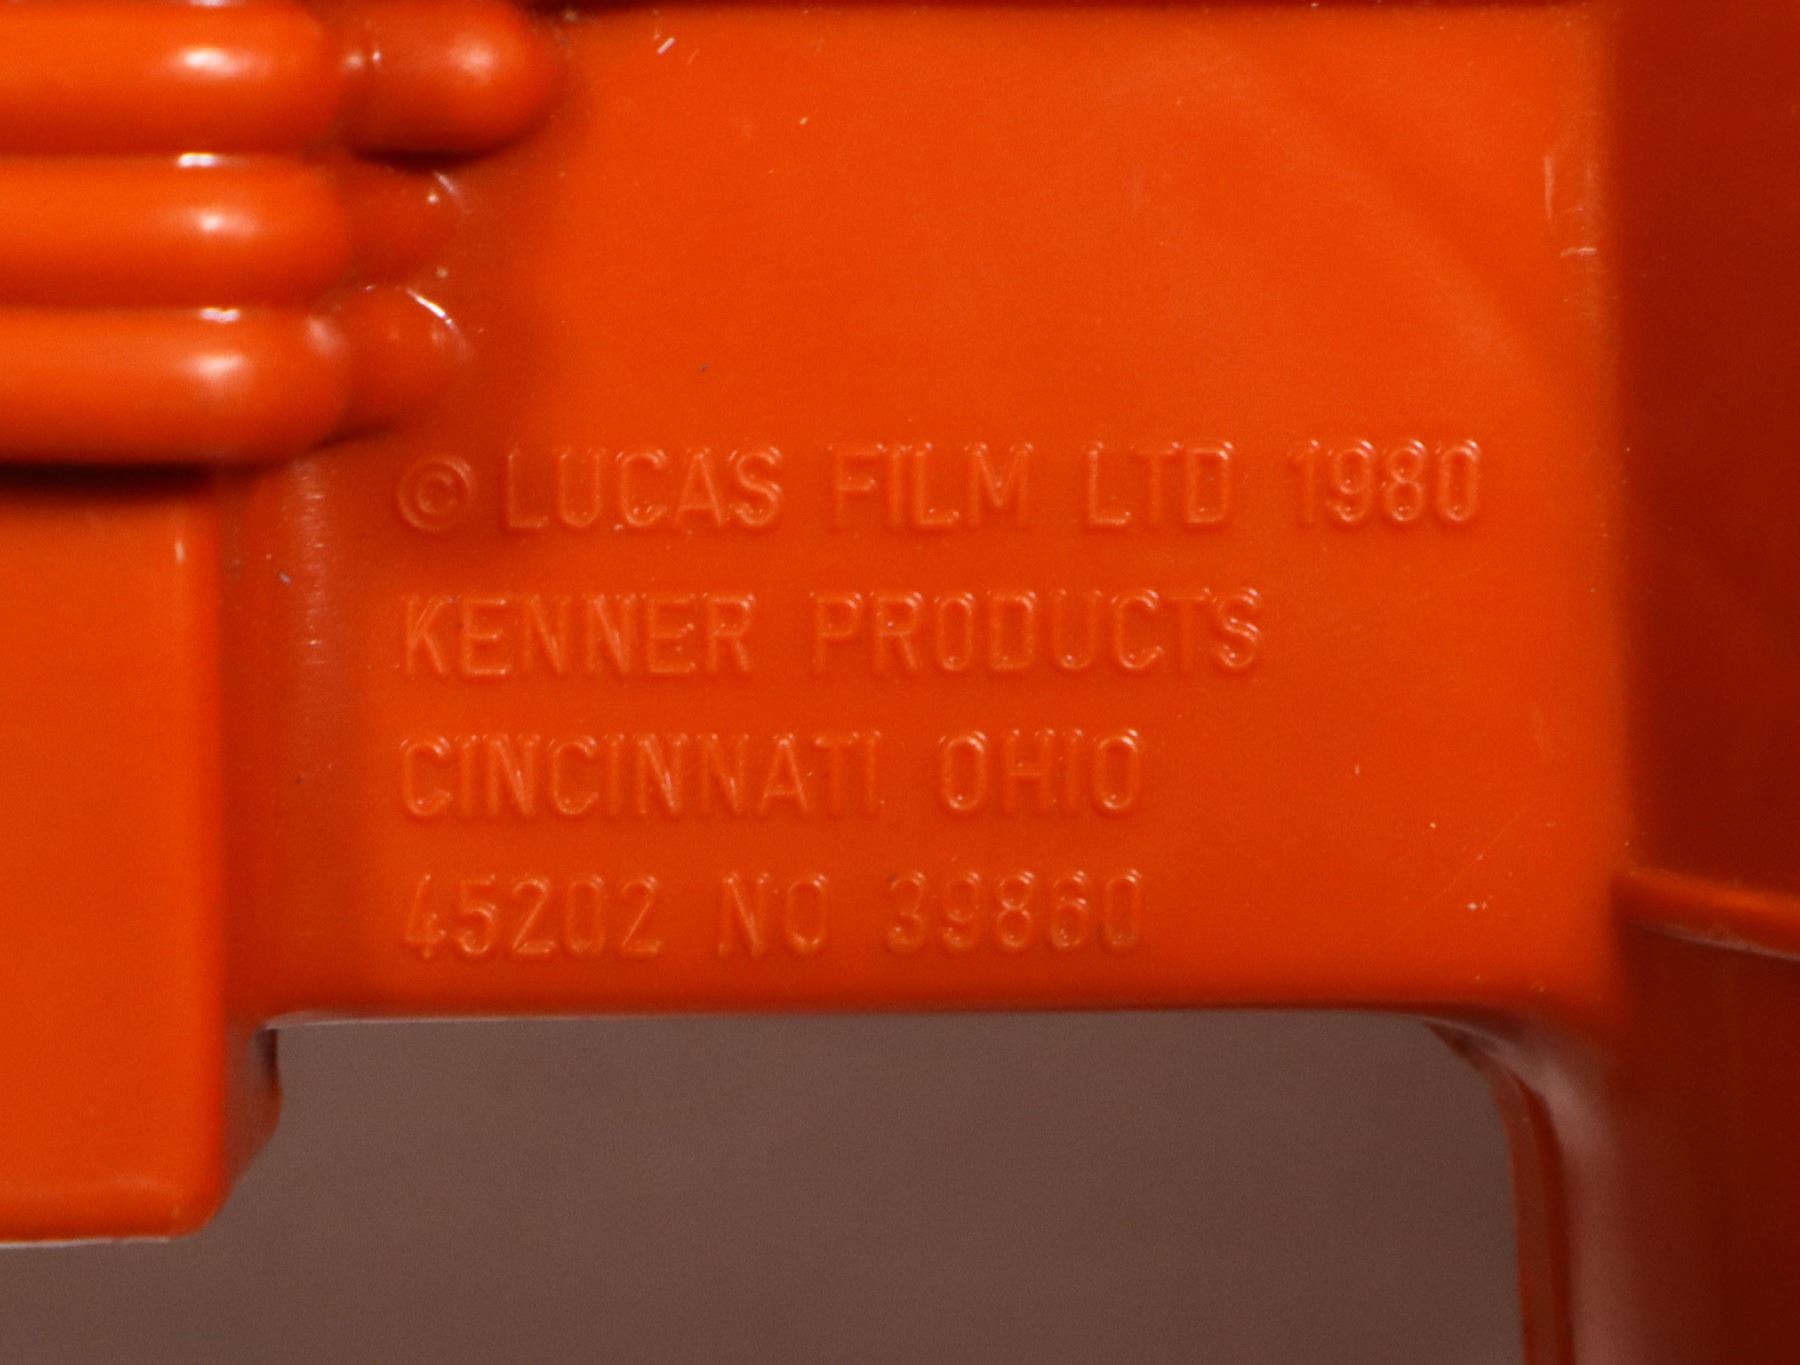 © LUCAS FILM LTD 1980
KENNER PRODUCTS
CINCINNATI OHIO
45202 NO 39860